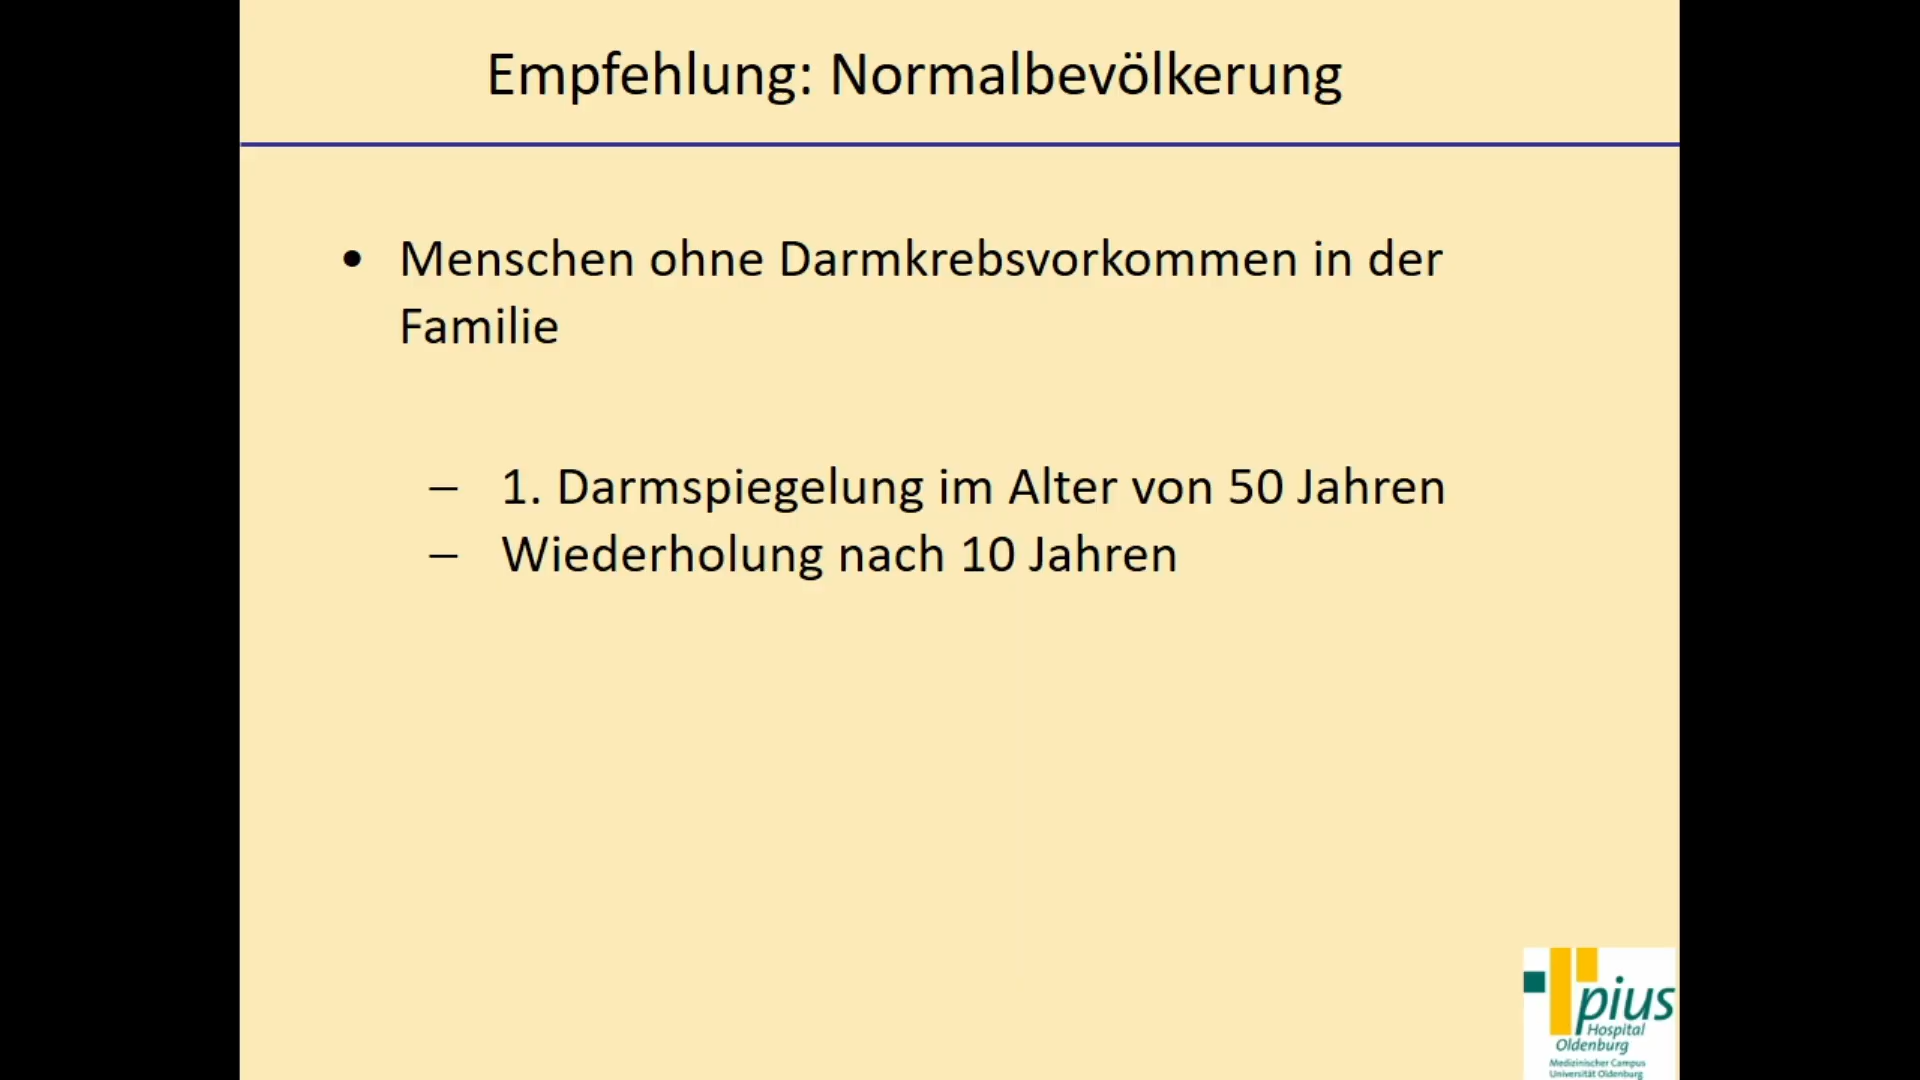 Empfehlung: Normalbevölkerung
• Menschen ohne Darmkrebsvorkommen in der
Familie
– 1. Darmspiegelung im Alter von 50 Jahren
– Wiederholung nach 10 Jahren
pius
Hospital
Oldenburg
Medizinischer Campus
Universität Oldenburg